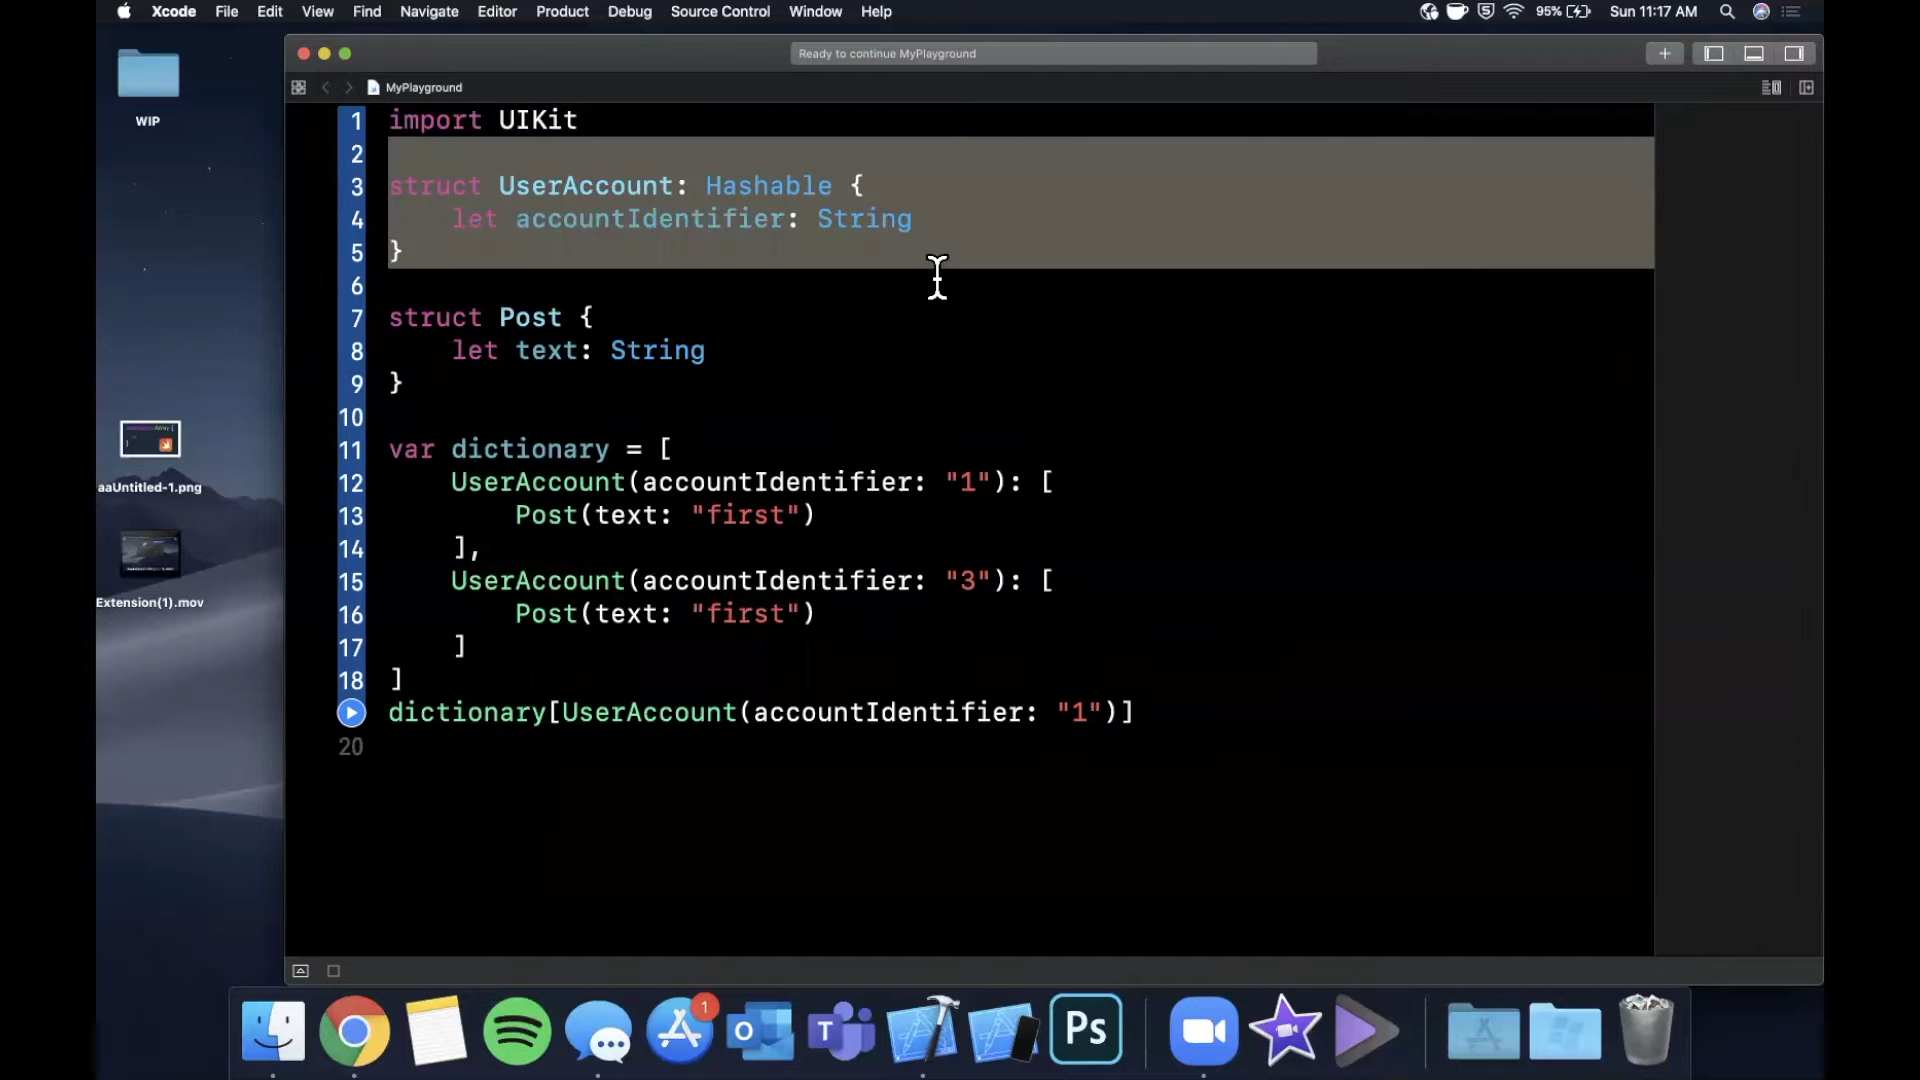 Xcode File Edit View Find Navigate Editor Product Debug Source Control Window Help
95% Sun 11:17 AM
WIP
Ready to continue MyPlayground
MyPlayground
1 import UIKit
2
3 struct UserAccount: Hashable {
4 let accountIdentifier: String
5 }
6
7 struct Post {
8 let text: String
9 }
10
11 var dictionary = [
12 UserAccount(accountIdentifier: "1"): [
13 Post(text: "first")
14 ],
15 UserAccount(accountIdentifier: "3"): [
16 Post(text: "first")
17 ]
18 ]
dictionary[UserAccount(accountIdentifier: "1")]
20
aaUntitled-1.png
Extension(1).mov
1
O
T
Ps